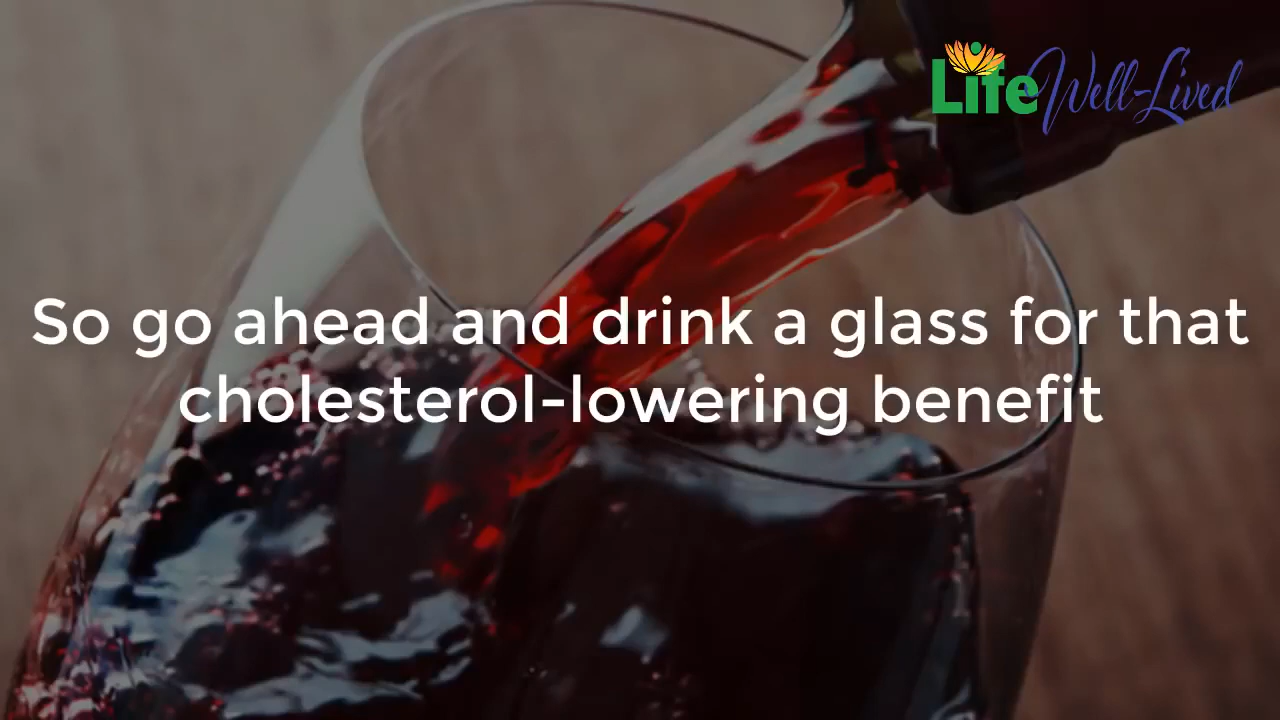 Life Well-Lived
So go ahead and drink a glass for that
cholesterol-lowering benefit